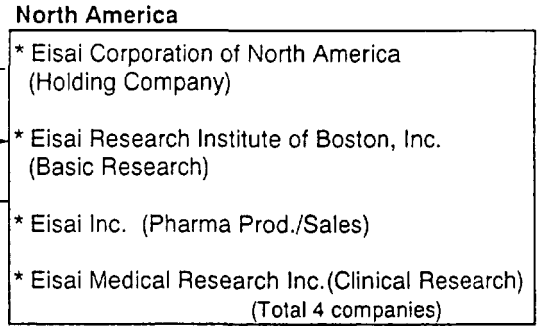 North America
* Eisai Corporation of North America
(Holding Company)
* Eisai Research Institute of Boston, Inc.
(Basic Research)
* Eisai Inc. (Pharma Prod./Sales)
* Eisai Medical Research Inc.(Clinical Research)
(Total 4 companies)